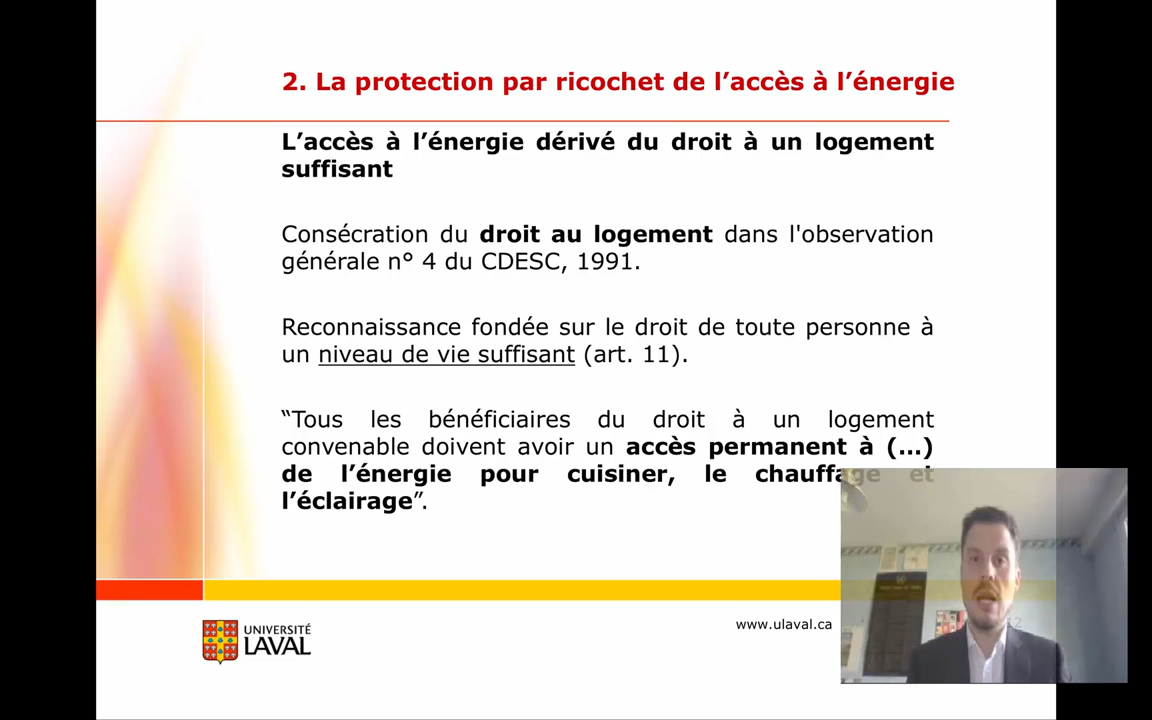 2. La protection par ricochet de l’accès à l’énergie
L’accès à l’énergie dérivé du droit à un logement
suffisant
Consécration du droit au logement dans l'observation
générale n° 4 du CDESC, 1991.
Reconnaissance fondée sur le droit de toute personne à
un niveau de vie suffisant (art. 11).
“Tous les bénéficiaires du droit à un logement
convenable doivent avoir un accès permanent à (…)
de l’énergie pour cuisiner, le chauffage et
l’éclairage”.
www.ulaval.ca
UNIVERSITÉ
LAVAL